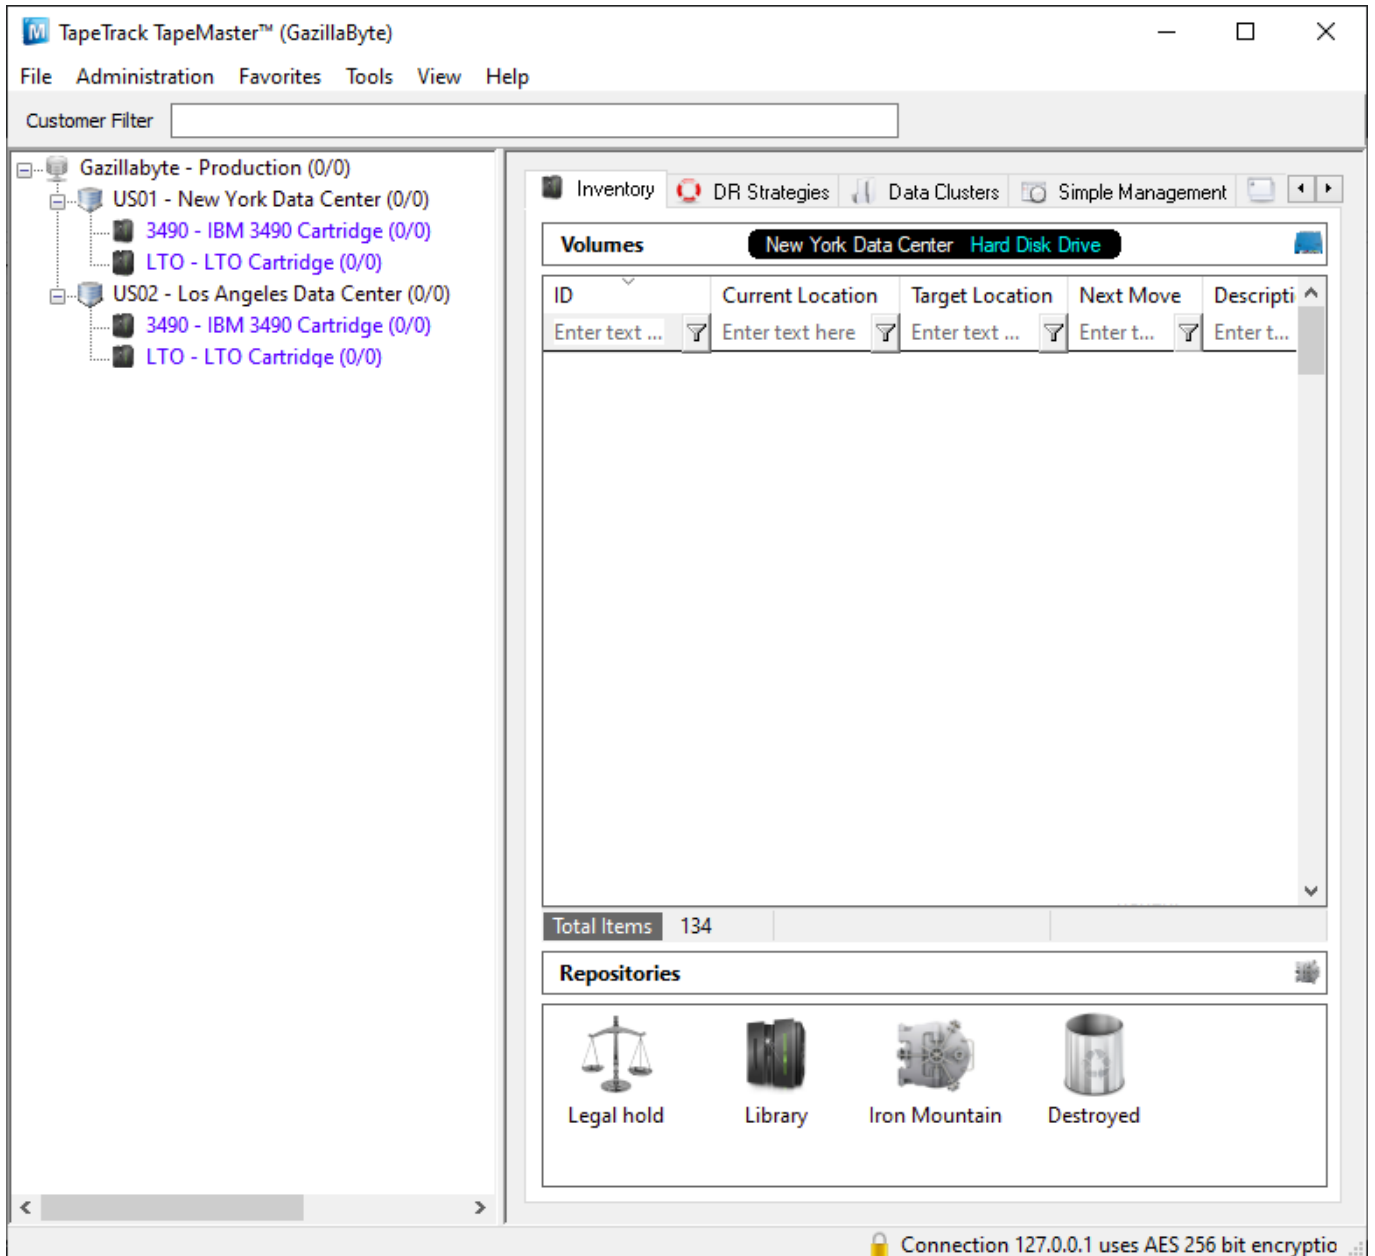 TapeTrack TapeMaster™ (GazillaByte)
File Administration Favorites Tools View Help
Customer Filter
Gazillabyte - Production (0/0)
US01 - New York Data Center (0/0)
3490 - IBM 3490 Cartridge (0/0)
LTO - LTO Cartridge (0/0)
US02 - Los Angeles Data Center (0/0)
3490 - IBM 3490 Cartridge (0/0)
LTO - LTO Cartridge (0/0)
Inventory DR Strategies Data Clusters Simple Management
Volumes New York Data Center Hard Disk Drive
ID Current Location Target Location Next Move Descripti
Enter text ... Enter text here Enter text ... Enter t... Enter t...
Total Items 134
Repositories
Legal hold Library Iron Mountain Destroyed
Connection 127.0.0.1 uses AES 256 bit encryptio